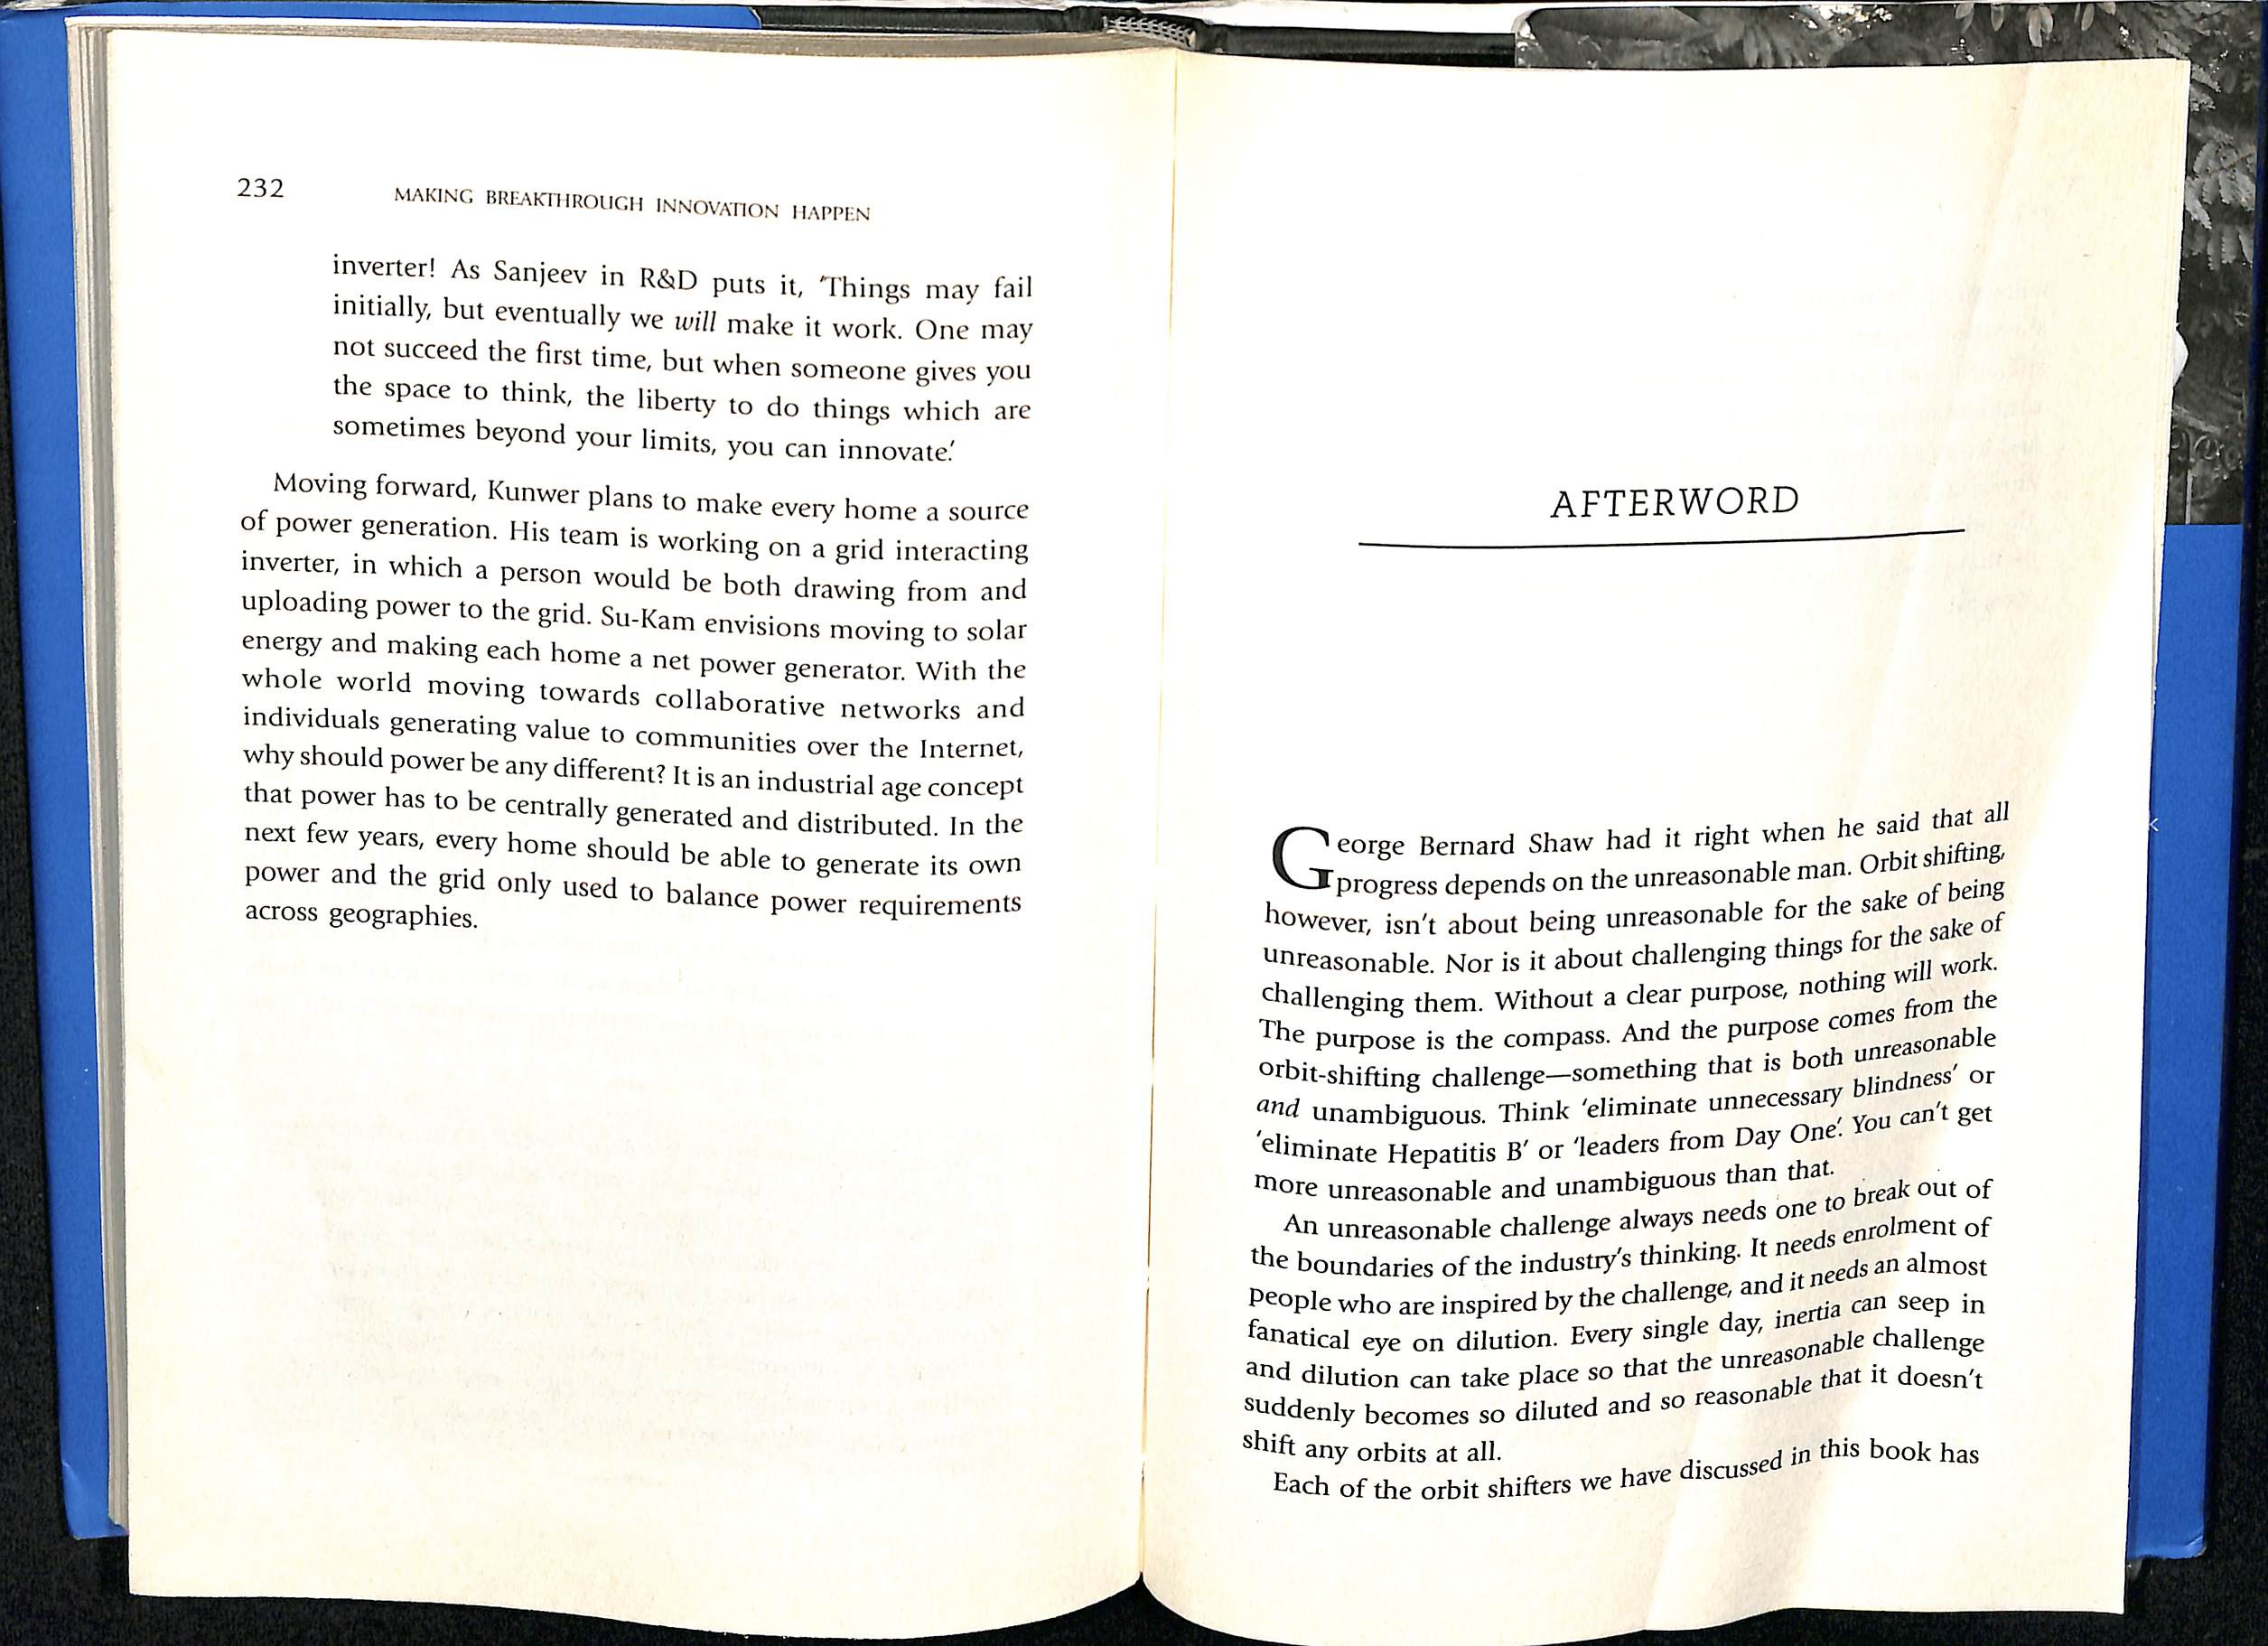 232
MAKING BREAKTHROUGH INNOVATION HAPPEN
inverter! As Sanjeev in R&D puts it, ‘Things may fail
initially, but eventually we will make it work. One may
not succeed the first time, but when someone gives you
the space to think, the liberty to do things which are
sometimes beyond your limits, you can innovate.’
Moving forward, Kunwer plans to make every home a source
of power generation. His team is working on a grid interacting
inverter, in which a person would be both drawing from and
uploading power to the grid. Su-Kam envisions moving to solar
energy and making each home a net power generator. With the
whole world moving towards collaborative networks and
individuals generating value to communities over the Internet,
why should power be any different? It is an industrial age concept
that power has to be centrally generated and distributed. In the
next few years, every home should be able to generate its own
power and the grid only used to balance power requirements
across geographies.
AFTERWORD
George Bernard Shaw had it right when he said that all
progress depends on the unreasonable man. Orbit shifting,
however, isn’t about being unreasonable for the sake of being
unreasonable. Nor is it about challenging things for the sake of
challenging them. Without a clear purpose, nothing will work.
The purpose is the compass. And the purpose comes from the
orbit-shifting challenge—something that is both unreasonable
and unambiguous. Think ‘eliminate unnecessary blindness’ or
‘eliminate Hepatitis B’ or ‘leaders from Day One’. You can’t get
more unreasonable and unambiguous than that.
An unreasonable challenge always needs one to break out of
the boundaries of the industry’s thinking. It needs enrolment of
people who are inspired by the challenge, and it needs an almost
fanatical eye on dilution. Every single day, inertia can seep in
and dilution can take place so that the unreasonable challenge
suddenly becomes so diluted and so reasonable that it doesn’t
shift any orbits at all.
Each of the orbit shifters we have discussed in this book has